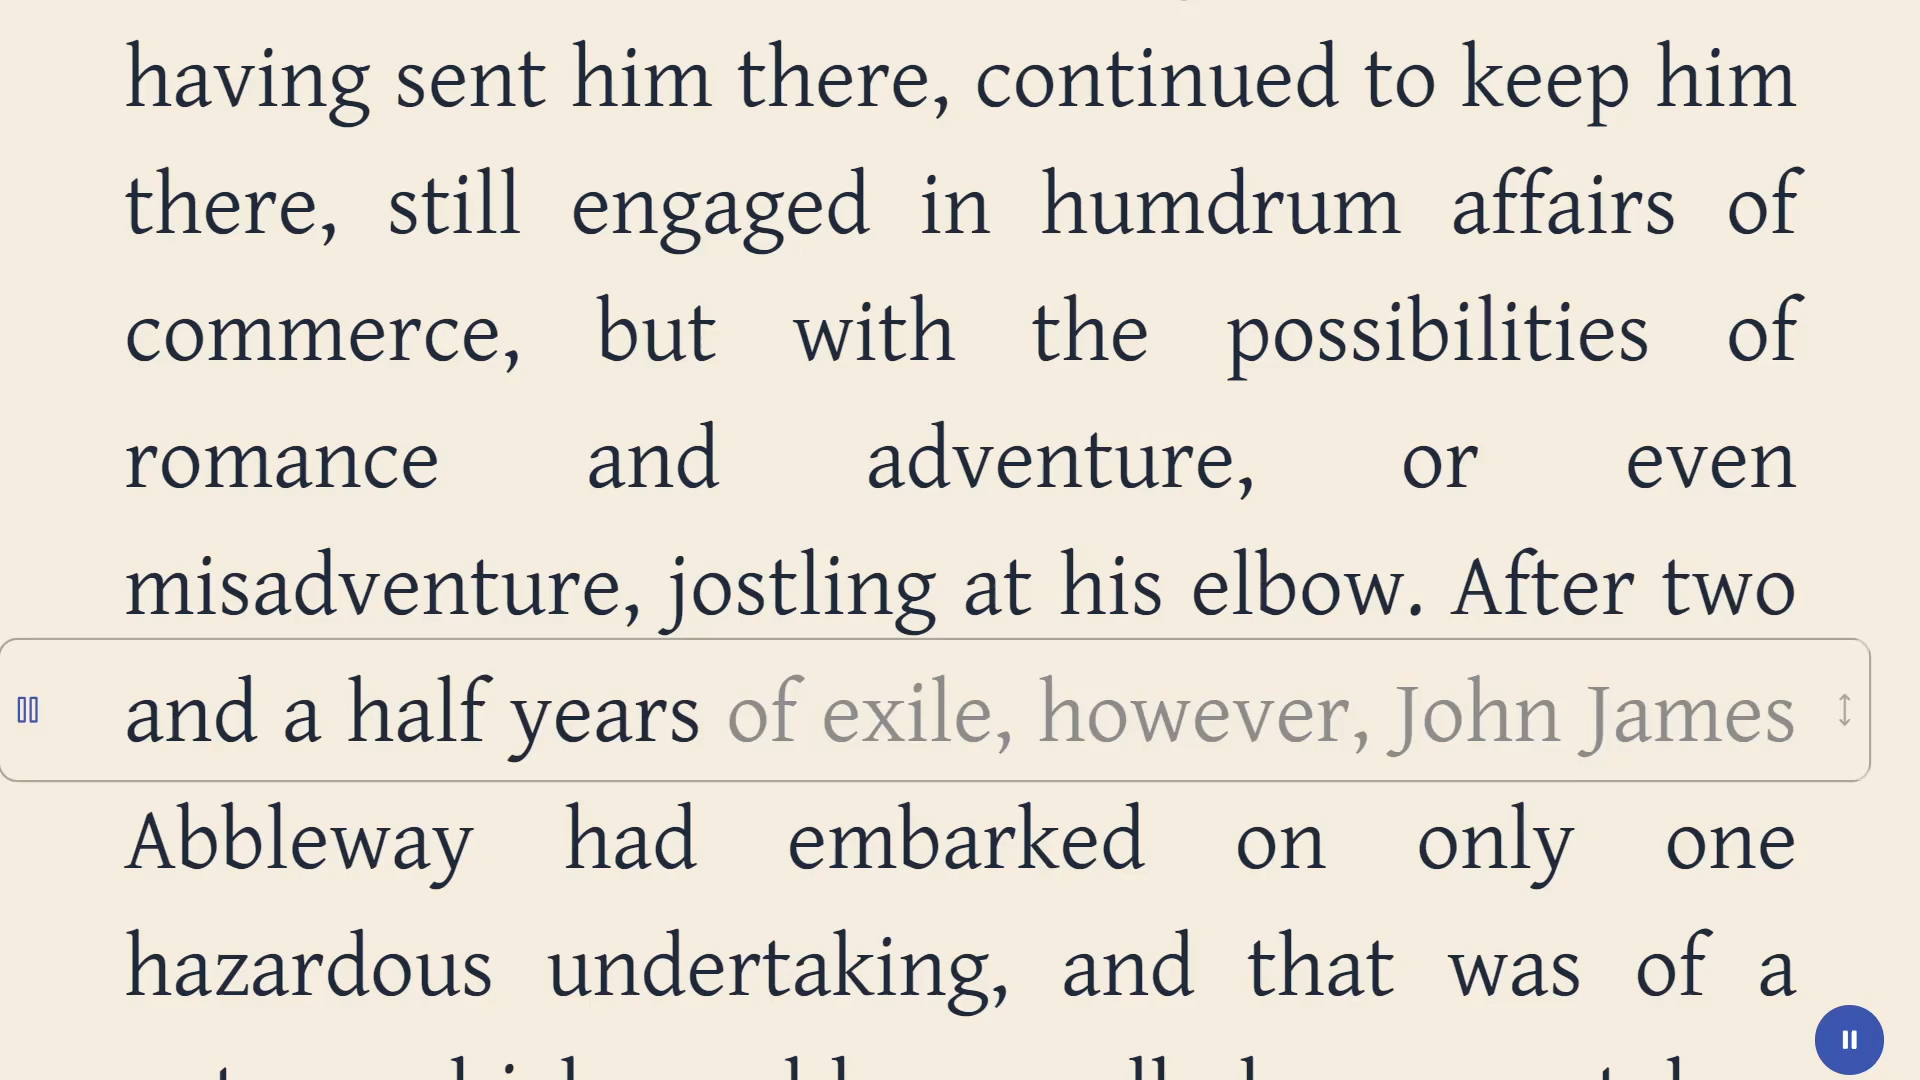 having sent him there, continued to keep him
there, still engaged in humdrum affairs of
commerce, but with the possibilities of
romance and adventure, or even
misadventure, jostling at his elbow. After two
and a half years of exile, however, John James
Abbleway had embarked on only one
hazardous undertaking, and that was of a